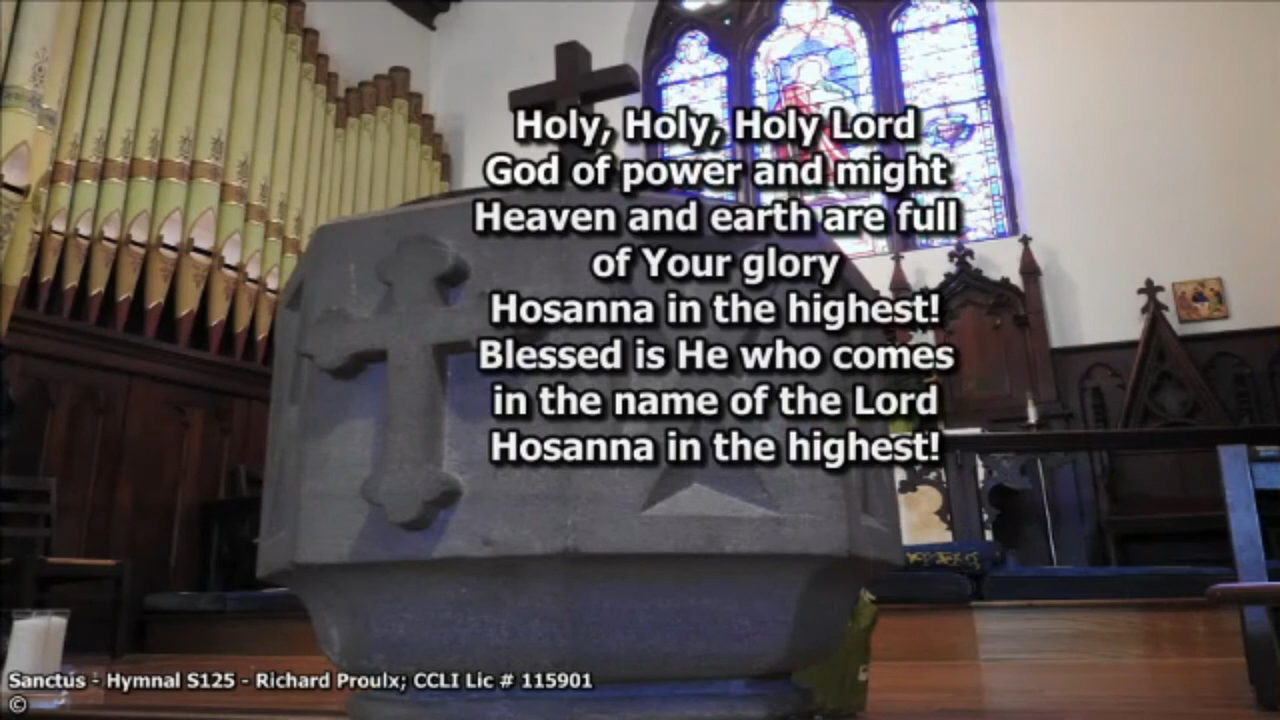 Holy, Holy, Holy Lord
God of power and might
Heaven and earth are full
of Your glory
Hosanna in the highest!
Blessed is He who comes
in the name of the Lord
Hosanna in the highest!
Sanctus - Hymnal S125 - Richard Proulx; CCLI Lic # 115901
©